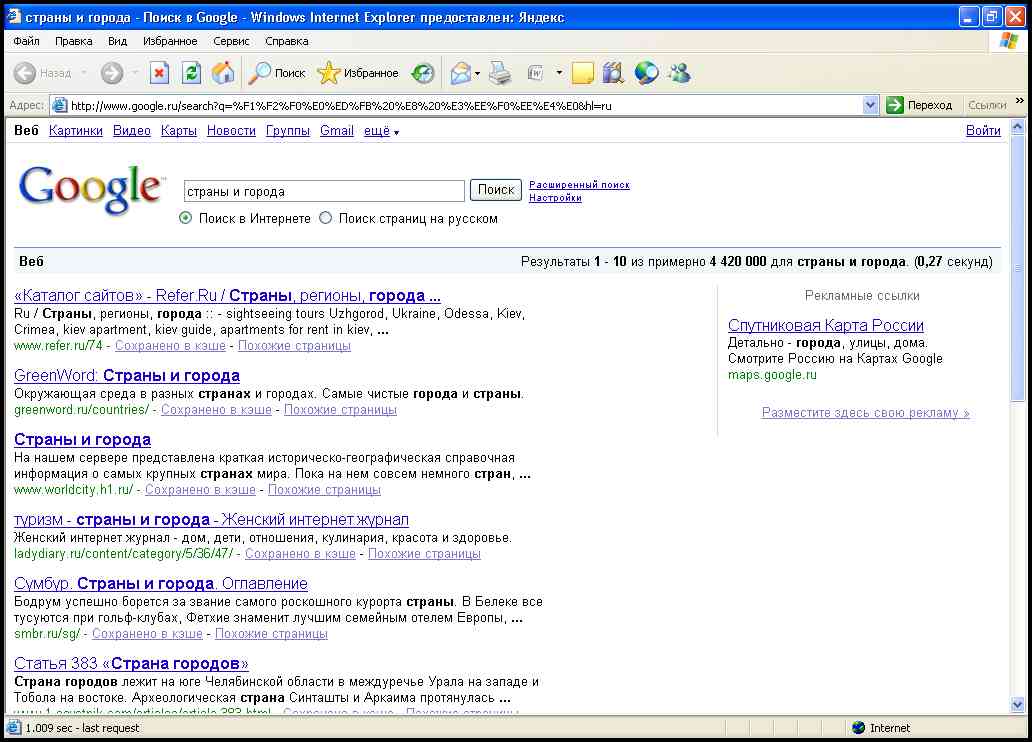 страны и города - Поиск в Google - Windows Internet Explorer предоставлен: Яндекс
Файл Правка Вид Избранное Сервис Справка
Назад Поиск Избранное
Адрес: http://www.google.ru/search?q=%F1%F2%F0%E0%ED%FB%20%E8%20%E3%EE%F0%EE%E4%E0&hl=ru Переход Ссылки »
Веб Картинки Видео Карты Новости Группы Gmail ещё ▼ Войти
Google™ страны и города Поиск Расширенный поиск
Настройки
Поиск в Интернете Поиск страниц на русском
Веб Результаты 1 - 10 из примерно 4 420 000 для страны и города. (0,27 секунд)
«Каталог сайтов» - Refer.Ru / Страны, регионы, города ...
Ru / Страны, регионы, города :: - sightseeing tours Uzhgorod, Ukraine, Odessa, Kiev,
Crimea, kiev apartment, kiev guide, apartments for rent in kiev, ...
www.refer.ru/74 - Сохранено в кэше - Похожие страницы
GreenWord: Страны и города
Окружающая среда в разных странах и городах. Самые чистые города и страны.
greenword.ru/countries/ - Сохранено в кэше - Похожие страницы
Страны и города
На нашем сервере представлена краткая историческо-географическая справочная
информация о самых крупных странах мира. Пока на нем совсем немного стран, ...
www.worldcity.h1.ru/ - Сохранено в кэше - Похожие страницы
туризм - страны и города - Женский интернет.журнал
Женский интернет.журнал - дом, дети, отношения, кулинария, красота и здоровье.
ladydiary.ru/content/category/5/36/47/ - Сохранено в кэше - Похожие страницы
Сумбур. Страны и города. Оглавление
Бодрум успешно борется за звание самого роскошного курорта страны. В Белеке все
тусуются при гольф-клубах, Фетхие знаменит лучшим семейным отелем Европы, ...
smbr.ru/sg/ - Сохранено в кэше - Похожие страницы
Статья 383 «Страна городов»
Страна городов лежит на юге Челябинской области в междуречье Урала на западе и
Тобола на востоке. Археологическая страна Синташты и Аркаима протянулась ...
Сохранено в кэше - Похожие страницы
Рекламные ссылки
Спутниковая Карта России
Детально - города, улицы, дома.
Смотрите Россию на Картах Google
maps.google.ru
Разместите здесь свою рекламу »
1.009 sec - last request Internet